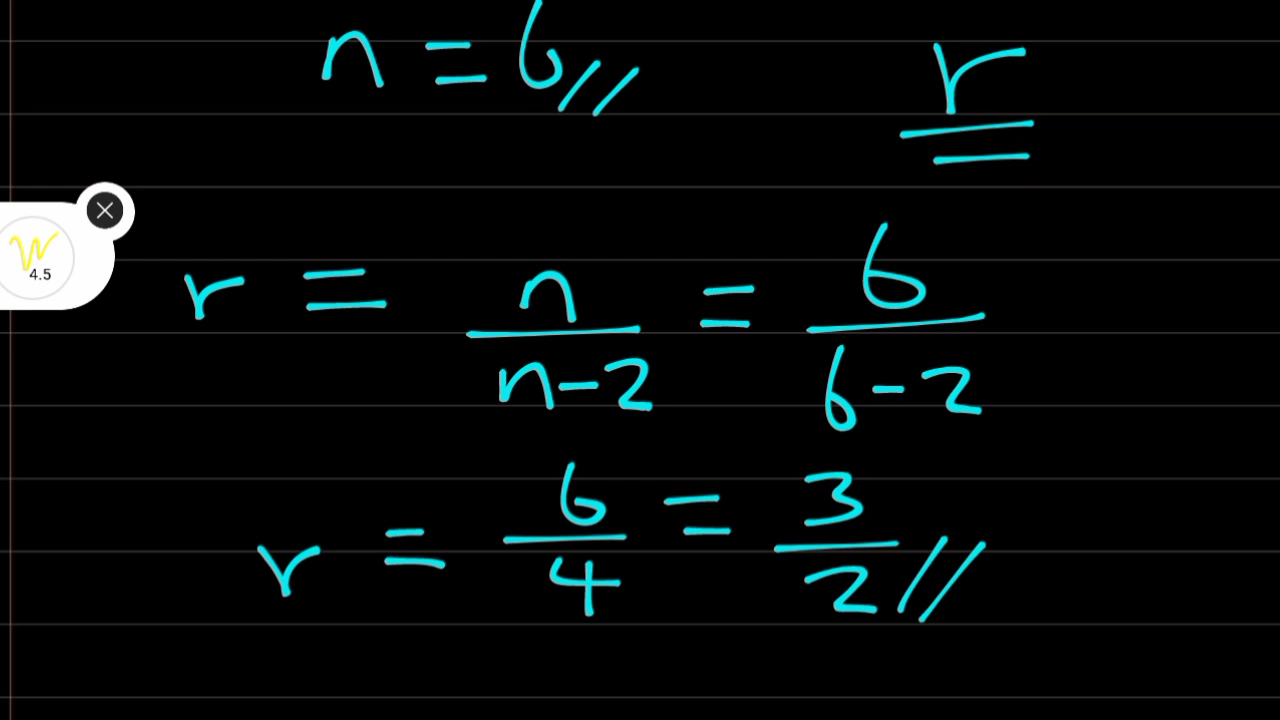 n = 6//
r
W
4.5
r = n/(n-2) = 6/(6-2)
r = 6/4 = 3/2//